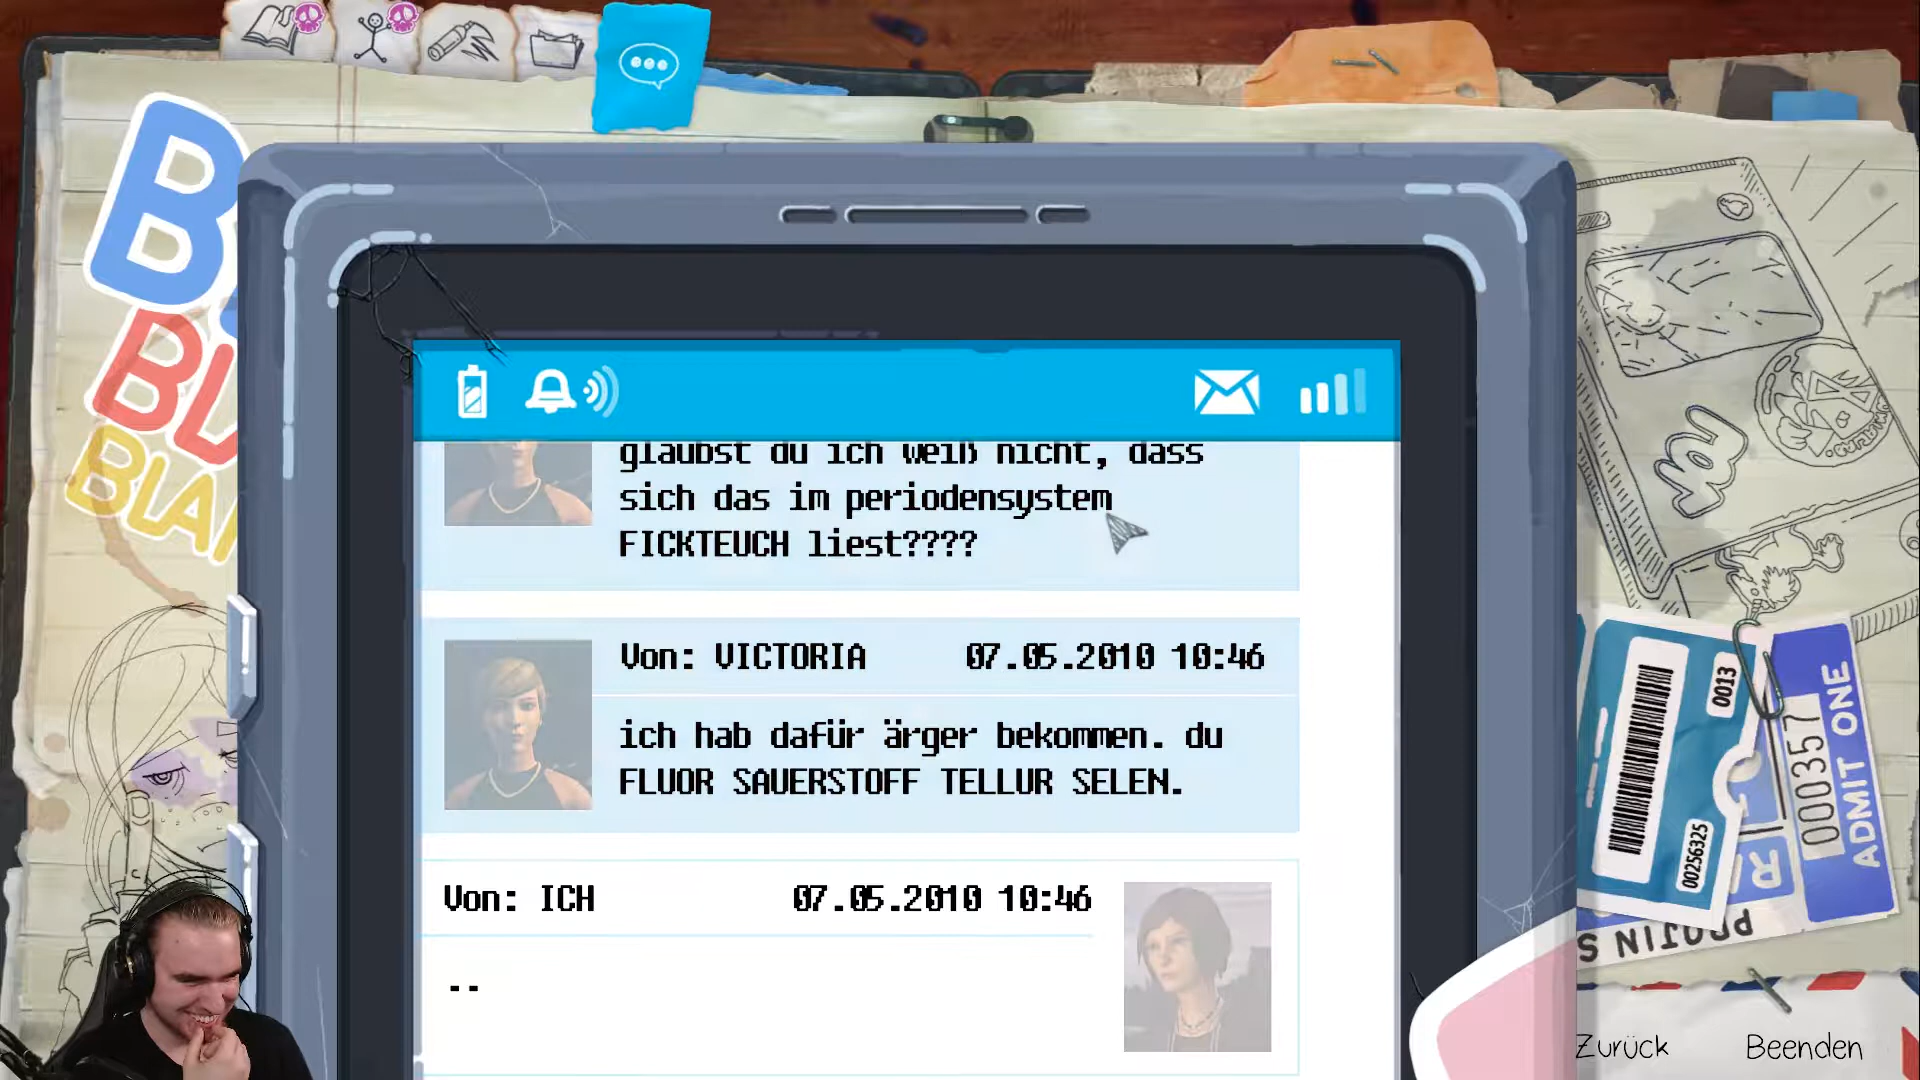 glaubst du ich weiß nicht, dass
sich das im periodensystem
FICKTEUCH liest????
Von: VICTORIA 07.05.2010 10:46
ich hab dafür ärger bekommen. du
FLUOR SAUERSTOFF TELLUR SELEN.
Von: ICH 07.05.2010 10:46
..
0013
00256325
000357
ADMIT ONE
Zurück
Beenden